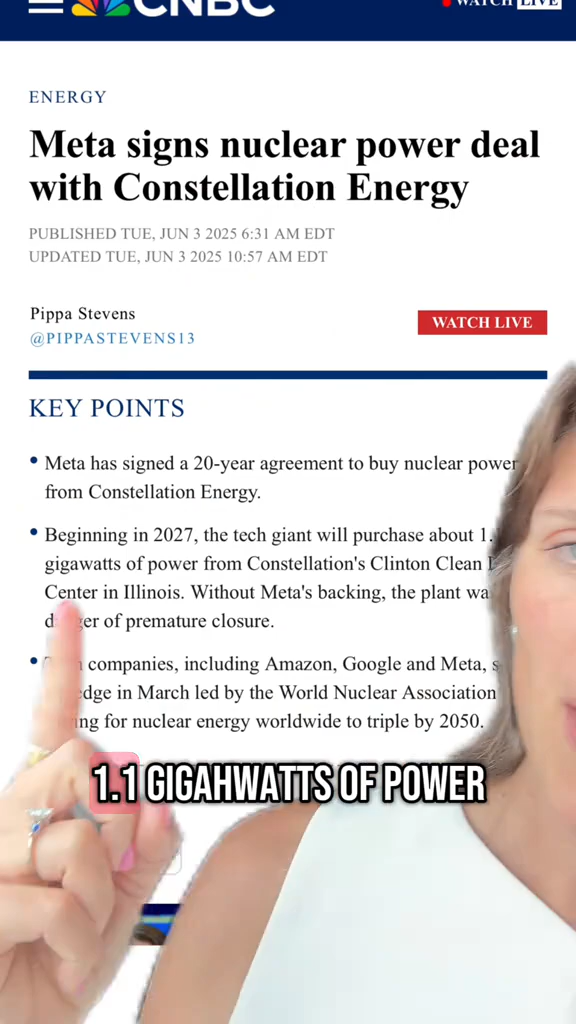 CNBC
WATCH LIVE
ENERGY
Meta signs nuclear power deal
with Constellation Energy
PUBLISHED TUE, JUN 3 2025 6:31 AM EDT
UPDATED TUE, JUN 3 2025 10:57 AM EDT
Pippa Stevens
@PIPPASTEVENS13
WATCH LIVE
KEY POINTS
• Meta has signed a 20-year agreement to buy nuclear power
from Constellation Energy.
• Beginning in 2027, the tech giant will purchase about 1.
gigawatts of power from Constellation's Clinton Clean
Center in Illinois. Without Meta's backing, the plant
of premature closure.
• companies, including Amazon, Google and Meta,
in March led by the World Nuclear Association
for nuclear energy worldwide to triple by 2050.
1.1 GIGAHWATTS OF POWER